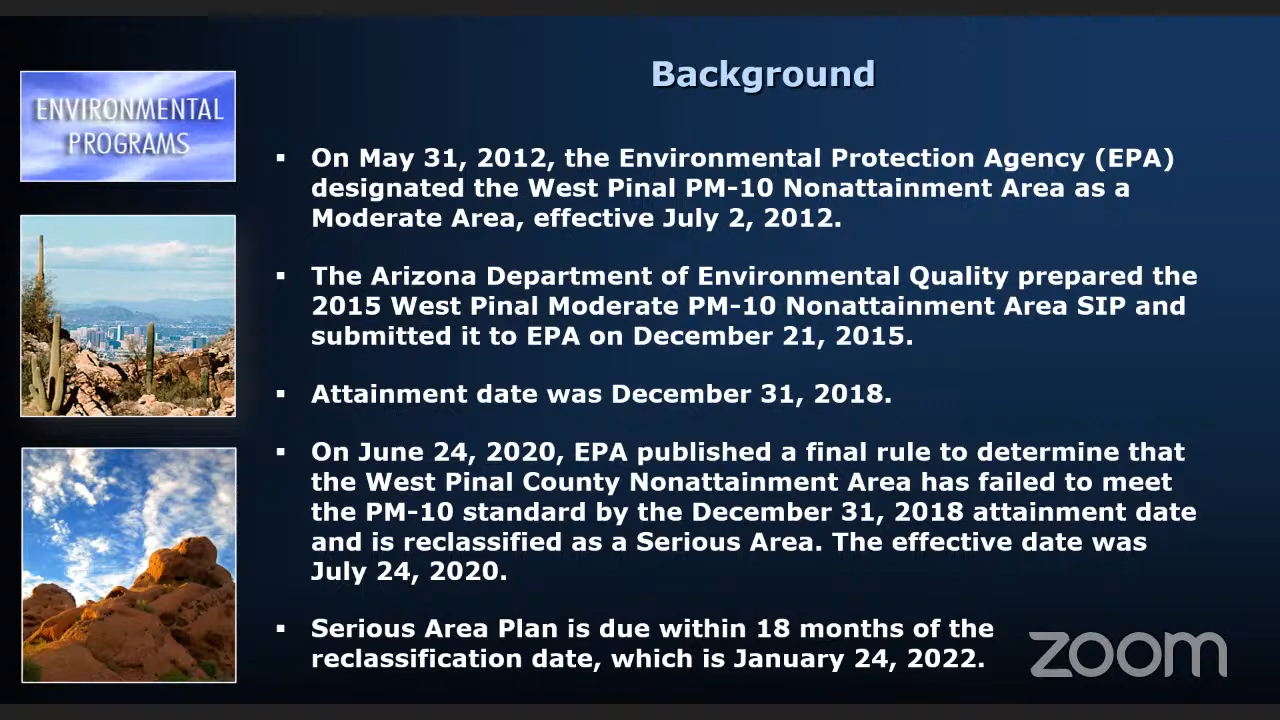 Background
ENVIRONMENTAL
PROGRAMS
▪ On May 31, 2012, the Environmental Protection Agency (EPA)
designated the West Pinal PM-10 Nonattainment Area as a
Moderate Area, effective July 2, 2012.
▪ The Arizona Department of Environmental Quality prepared the
2015 West Pinal Moderate PM-10 Nonattainment Area SIP and
submitted it to EPA on December 21, 2015.
▪ Attainment date was December 31, 2018.
▪ On June 24, 2020, EPA published a final rule to determine that
the West Pinal County Nonattainment Area has failed to meet
the PM-10 standard by the December 31, 2018 attainment date
and is reclassified as a Serious Area. The effective date was
July 24, 2020.
▪ Serious Area Plan is due within 18 months of the
reclassification date, which is January 24, 2022.
zoom